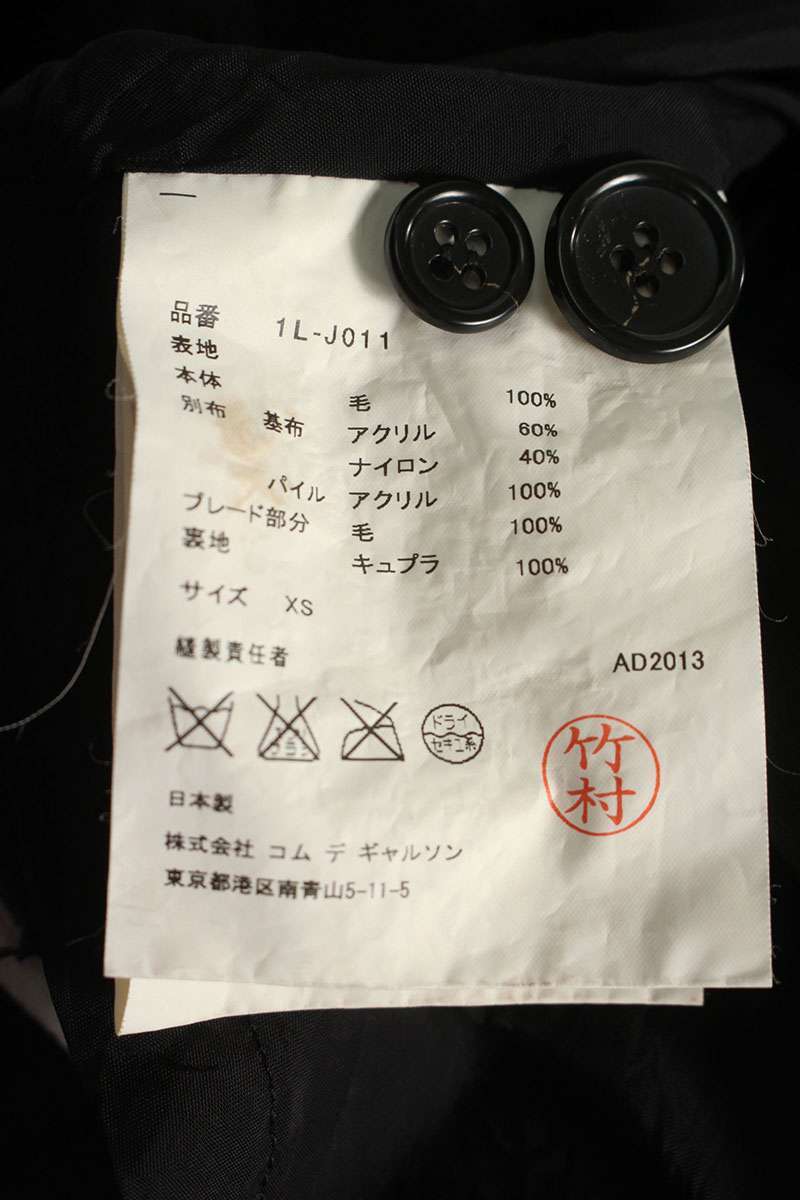 品番 1L-J011
表地
本体 毛 100%
別布 基布 アクリル 60%
ナイロン 40%
パイル アクリル 100%
ブレード部分 毛 100%
裏地 キュプラ 100%
サイズ XS
縫製責任者 AD2013
ドライ
セキユ系
竹村
日本製
株式会社 コム デ ギャルソン
東京都港区南青山5-11-5